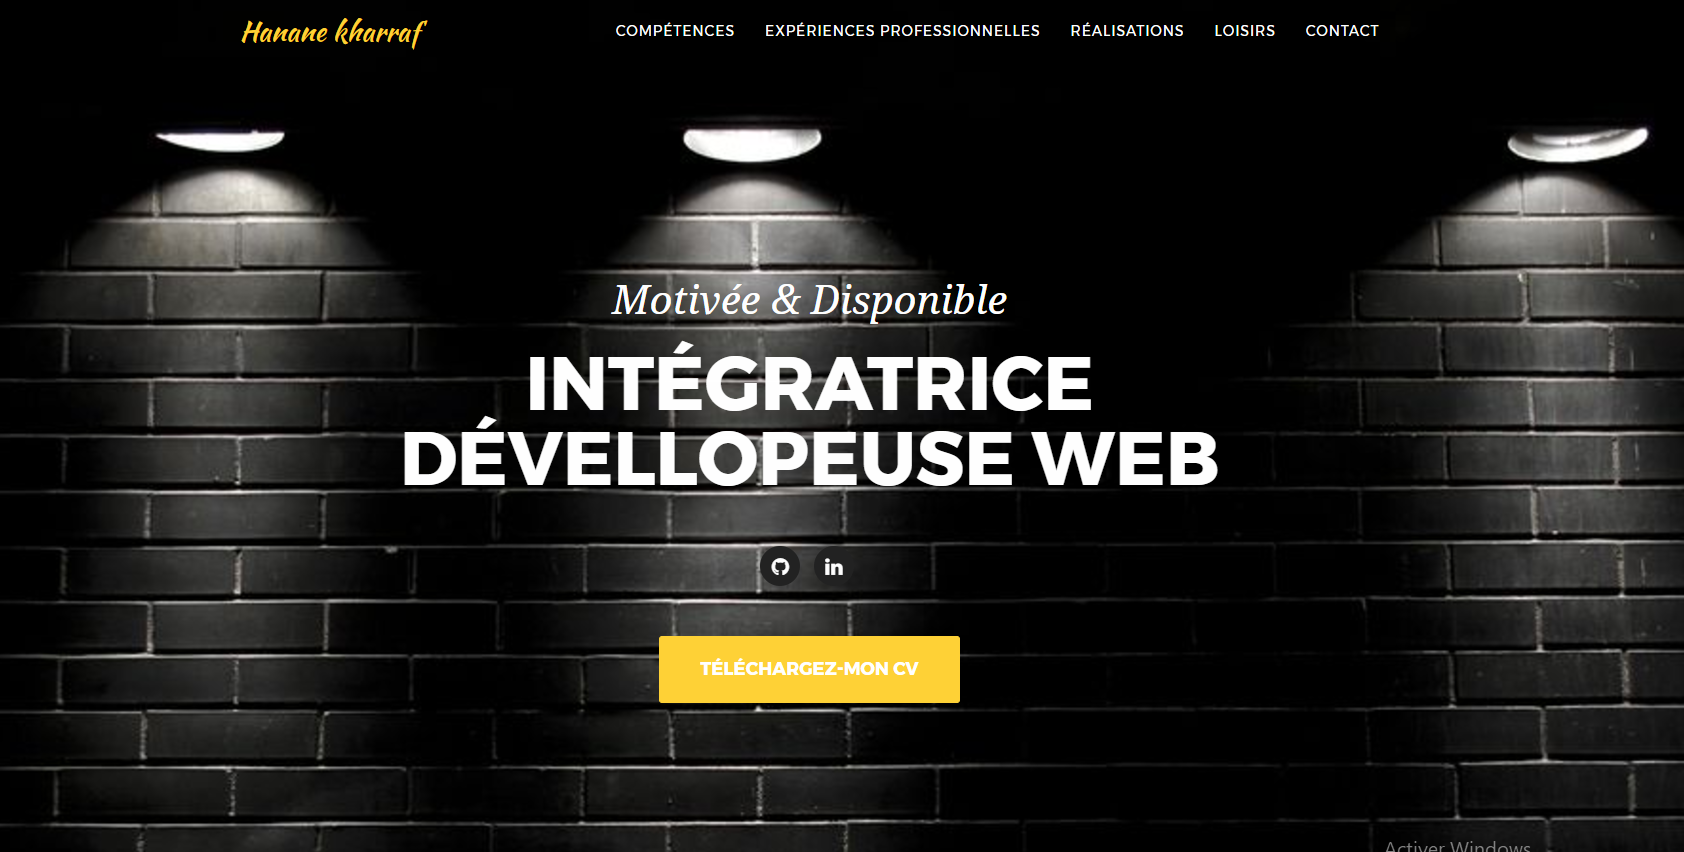 Hanane kharraf
COMPÉTENCES EXPÉRIENCES PROFESSIONNELLES RÉALISATIONS LOISIRS CONTACT
Motivée & Disponible
INTÉGRATRICE
DÉVELLOPEUSE WEB
in
TÉLÉCHARGEZ-MON CV
Activer Windows